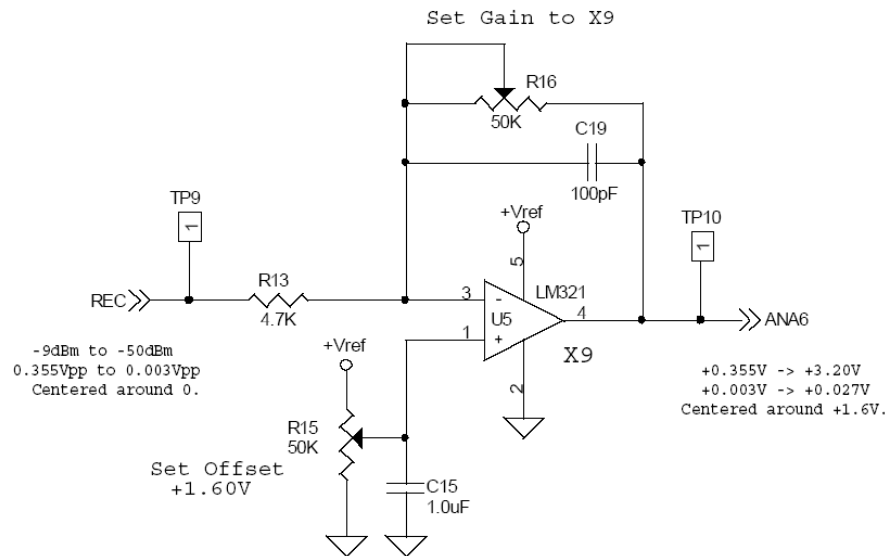 Set Gain to X9
R16
50K
C19
100pF
TP9
1
+Vref
TP10
1
5
R13
LM321
REC
3
-
4
ANA6
4.7K
U5
1
+
X9
-9dBm to -50dBm
0.355Vpp to 0.003Vpp
Centered around 0.
+Vref
2
+0.355V -> +3.20V
+0.003V -> +0.027V
Centered around +1.6V.
R15
50K
Set Offset
+1.60V
C15
1.0uF